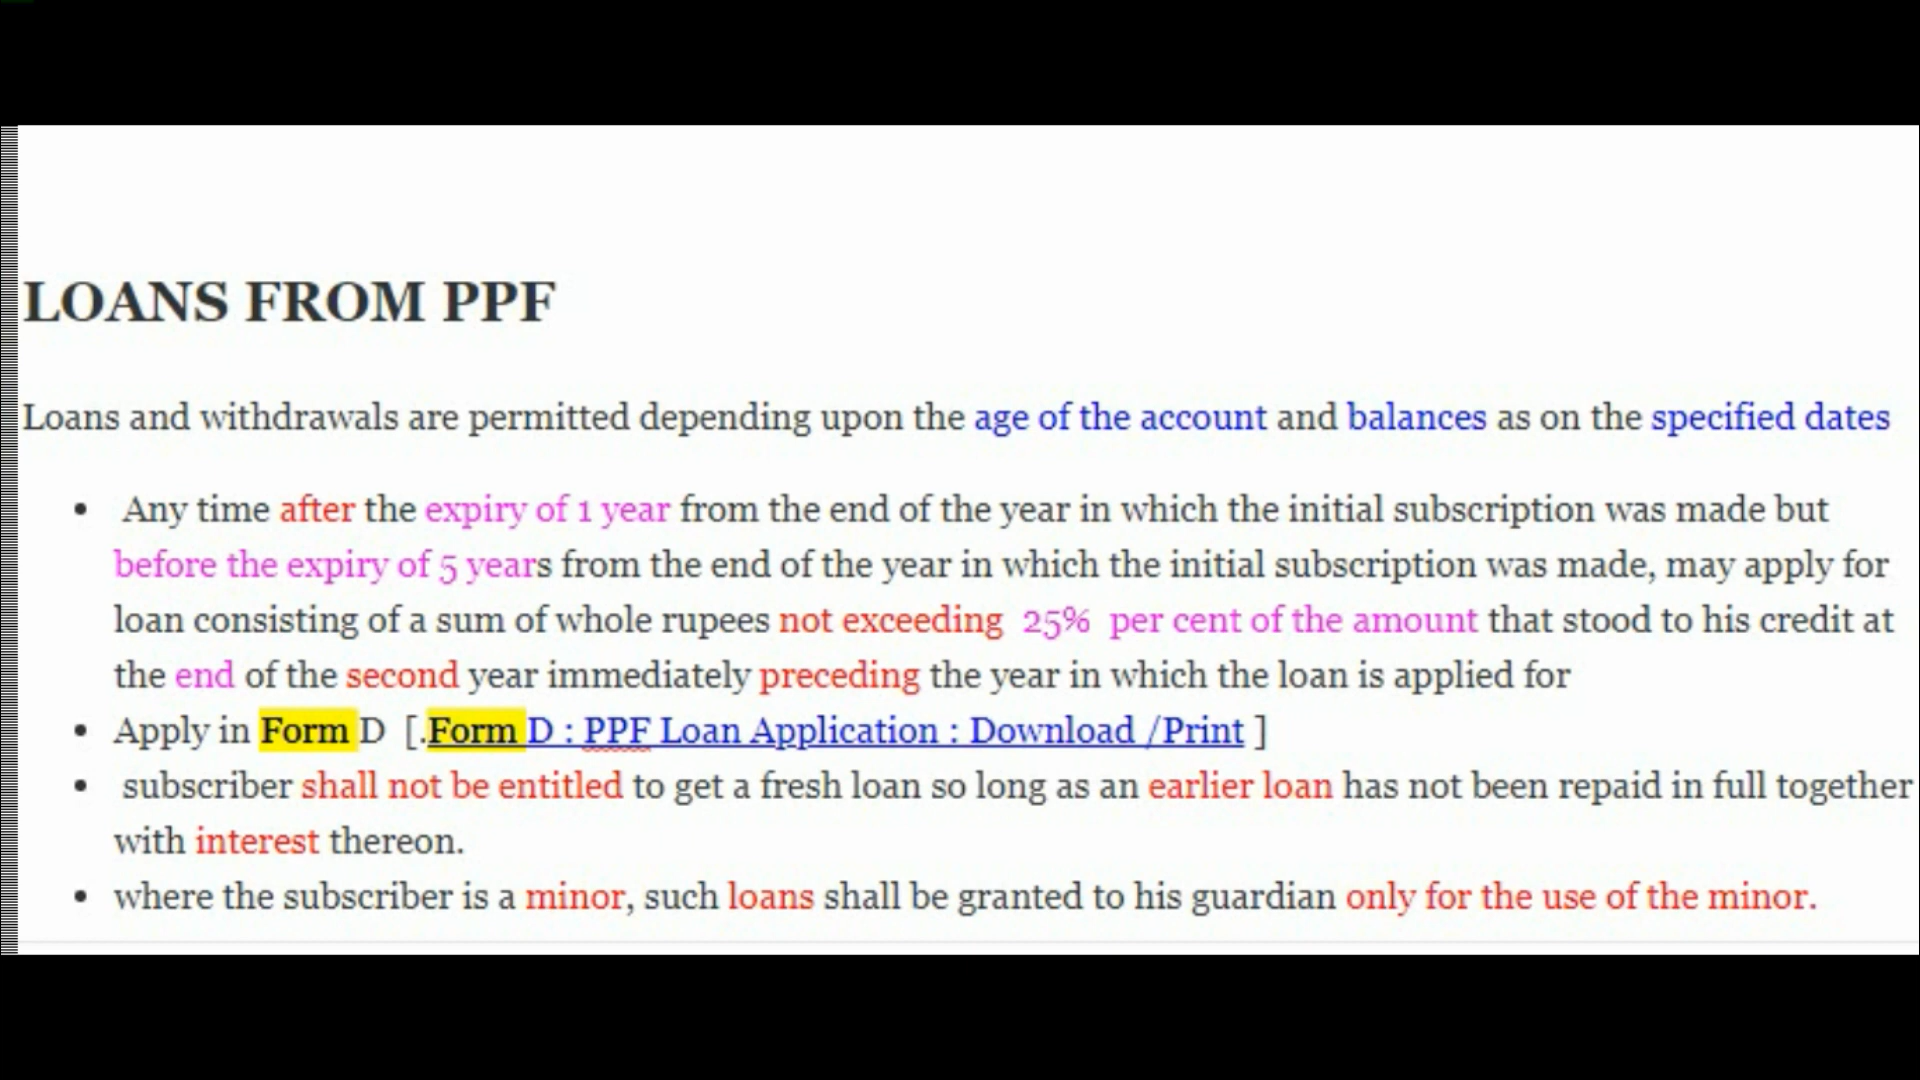 LOANS FROM PPF
Loans and withdrawals are permitted depending upon the age of the account and balances as on the specified dates
• Any time after the expiry of 1 year from the end of the year in which the initial subscription was made but
before the expiry of 5 years from the end of the year in which the initial subscription was made, may apply for
loan consisting of a sum of whole rupees not exceeding 25% per cent of the amount that stood to his credit at
the end of the second year immediately preceding the year in which the loan is applied for
• Apply in Form D [.Form D : PPF Loan Application : Download /Print ]
• subscriber shall not be entitled to get a fresh loan so long as an earlier loan has not been repaid in full together
with interest thereon.
• where the subscriber is a minor, such loans shall be granted to his guardian only for the use of the minor.